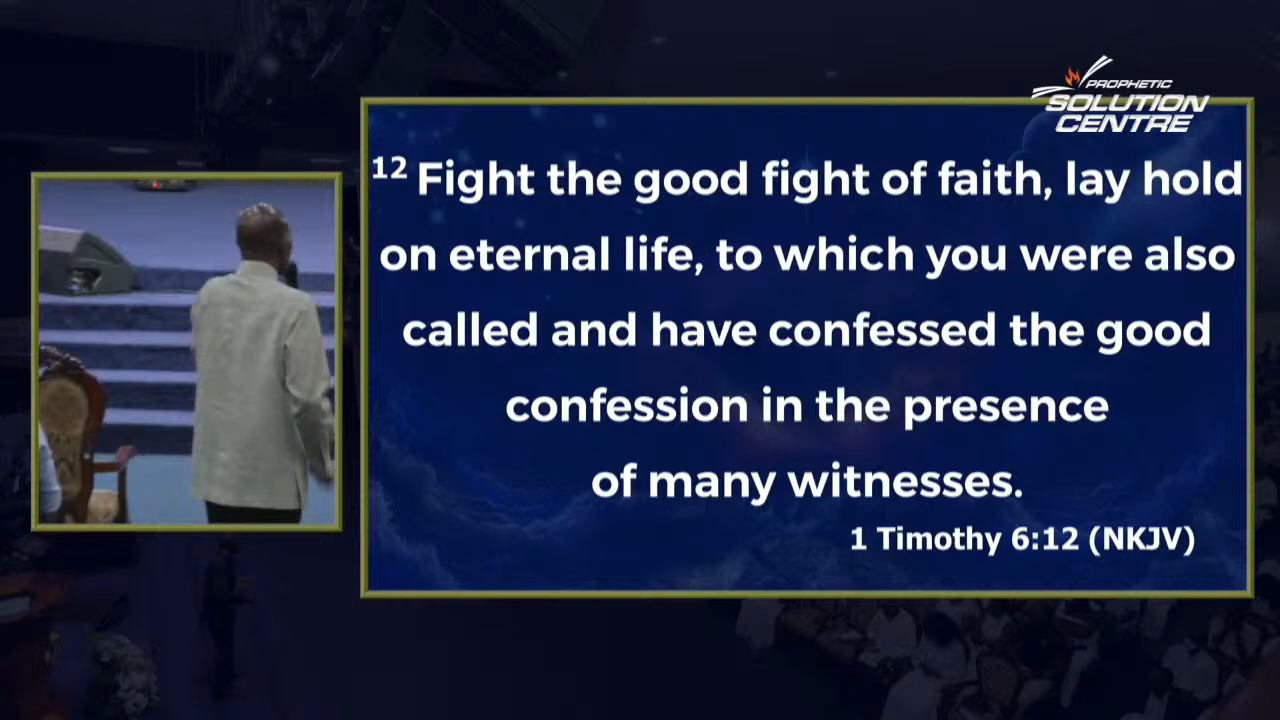 PROPHETIC
SOLUTION
CENTRE
12 Fight the good fight of faith, lay hold
on eternal life, to which you were also
called and have confessed the good
confession in the presence
of many witnesses.
1 Timothy 6:12 (NKJV)